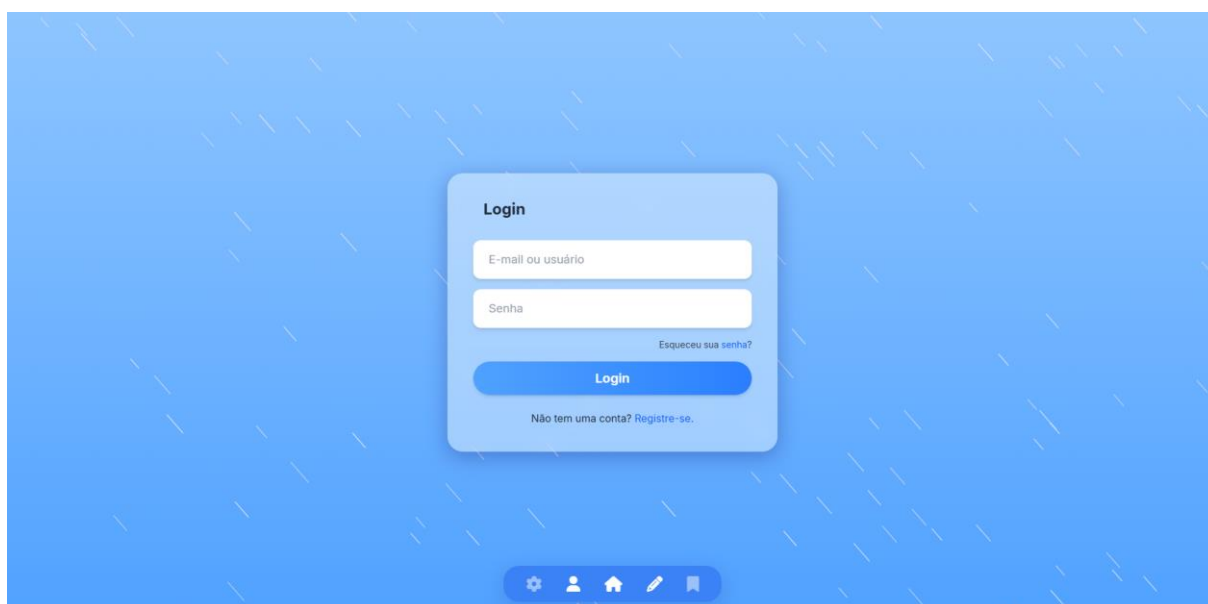 Login
E-mail ou usuário
Senha
Esqueceu sua senha?
Login
Não tem uma conta? Registre-se.